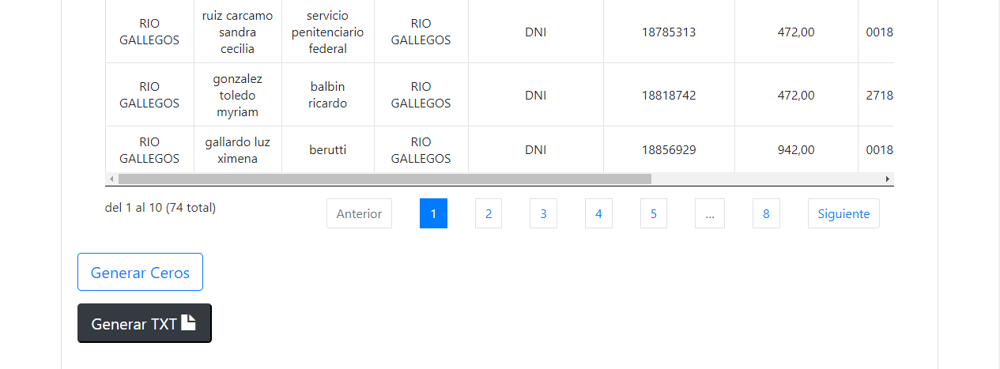 RIO GALLEGOS ruiz carcamo sandra cecilia servicio penitenciario federal RIO GALLEGOS DNI 18785313 472,00 0018
RIO GALLEGOS gonzalez toledo myriam balbin ricardo RIO GALLEGOS DNI 18818742 472,00 2718
RIO GALLEGOS gallardo luz ximena berutti RIO GALLEGOS DNI 18856929 942,00 0018
del 1 al 10 (74 total) Anterior 1 2 3 4 5 ... 8 Siguiente
Generar Ceros
Generar TXT